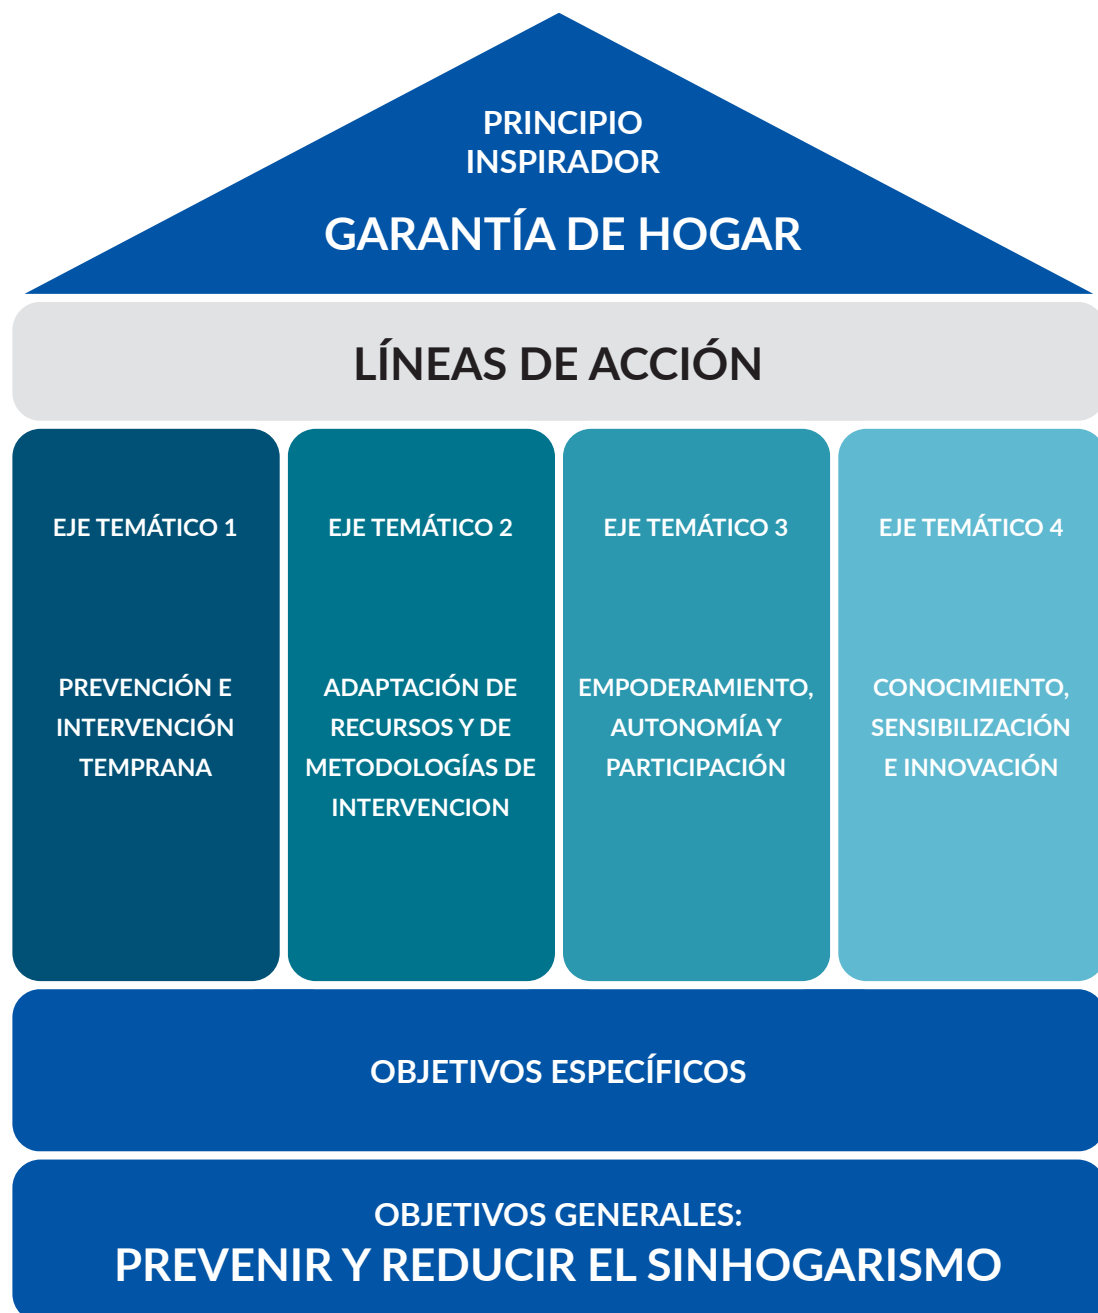 PRINCIPIO
INSPIRADOR
GARANTÍA DE HOGAR
LÍNEAS DE ACCIÓN
EJE TEMÁTICO 1
PREVENCIÓN E
INTERVENCIÓN
TEMPRANA
EJE TEMÁTICO 2
ADAPTACIÓN DE
RECURSOS Y DE
METODOLOGÍAS DE
INTERVENCION
EJE TEMÁTICO 3
EMPODERAMIENTO,
AUTONOMÍA Y
PARTICIPACIÓN
EJE TEMÁTICO 4
CONOCIMIENTO,
SENSIBILIZACIÓN
E INNOVACIÓN
OBJETIVOS ESPECÍFICOS
OBJETIVOS GENERALES:
PREVENIR Y REDUCIR EL SINHOGARISMO